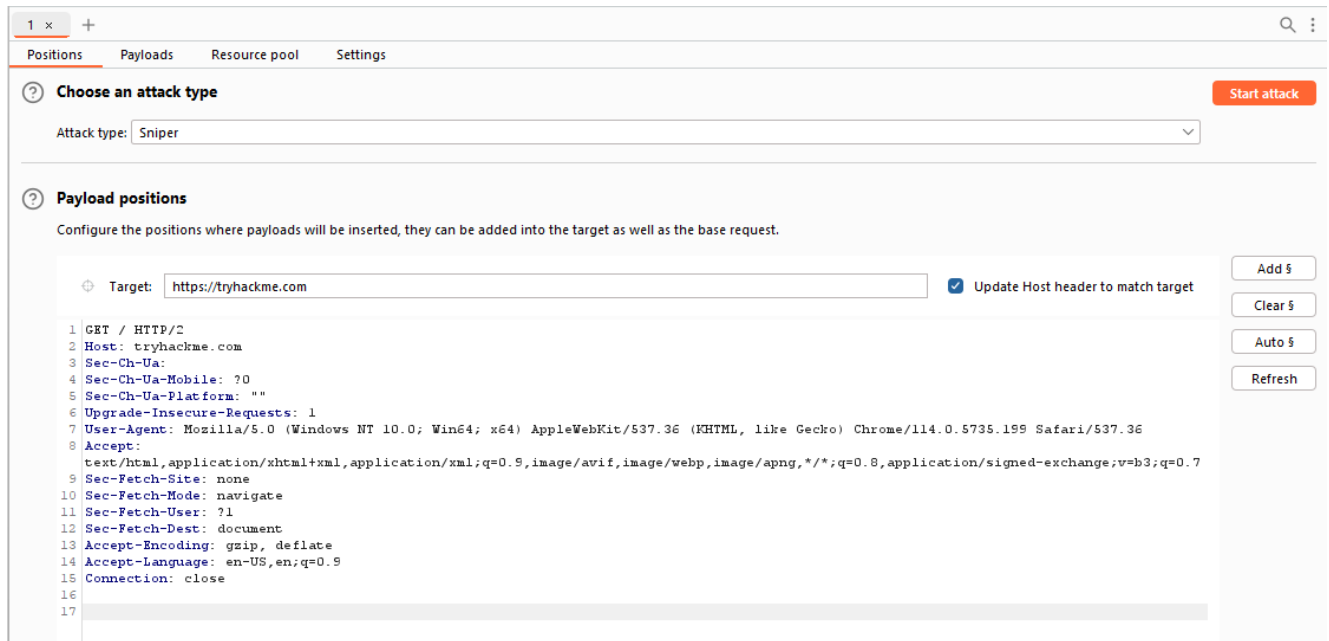 1 × +
Positions Payloads Resource pool Settings
? Choose an attack type
Start attack
Attack type: Sniper
? Payload positions
Configure the positions where payloads will be inserted, they can be added into the target as well as the base request.
Add §
Target: https://tryhackme.com
Update Host header to match target
Clear §
Auto §
Refresh
1 GET / HTTP/2
2 Host: tryhackme.com
3 Sec-Ch-Ua:
4 Sec-Ch-Ua-Mobile: ?0
5 Sec-Ch-Ua-Platform: ""
6 Upgrade-Insecure-Requests: 1
7 User-Agent: Mozilla/5.0 (Windows NT 10.0; Win64; x64) AppleWebKit/537.36 (KHTML, like Gecko) Chrome/114.0.5735.199 Safari/537.36
8 Accept:
text/html,application/xhtml+xml,application/xml;q=0.9,image/avif,image/webp,image/apng,*/*;q=0.8,application/signed-exchange;v=b3;q=0.7
9 Sec-Fetch-Site: none
10 Sec-Fetch-Mode: navigate
11 Sec-Fetch-User: ?1
12 Sec-Fetch-Dest: document
13 Accept-Encoding: gzip, deflate
14 Accept-Language: en-US,en;q=0.9
15 Connection: close
16
17